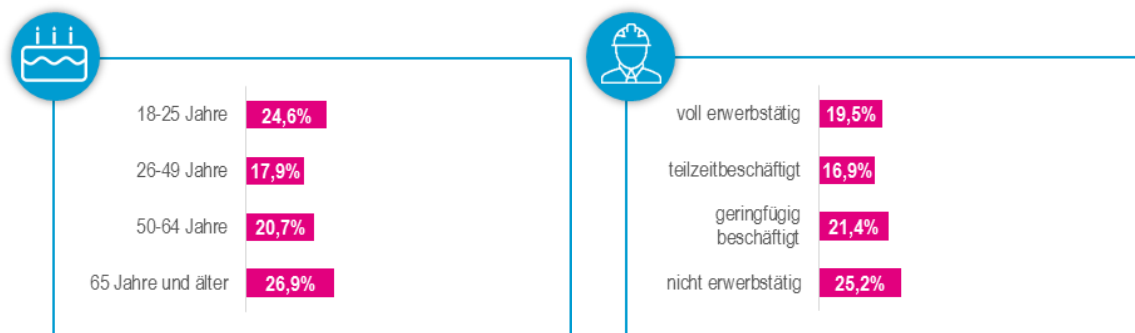 18-25 Jahre 24,6%
26-49 Jahre 17,9%
50-64 Jahre 20,7%
65 Jahre und älter 26,9%
voll erwerbstätig 19,5%
teilzeitbeschäftigt 16,9%
geringfügig
beschäftigt 21,4%
nicht erwerbstätig 25,2%